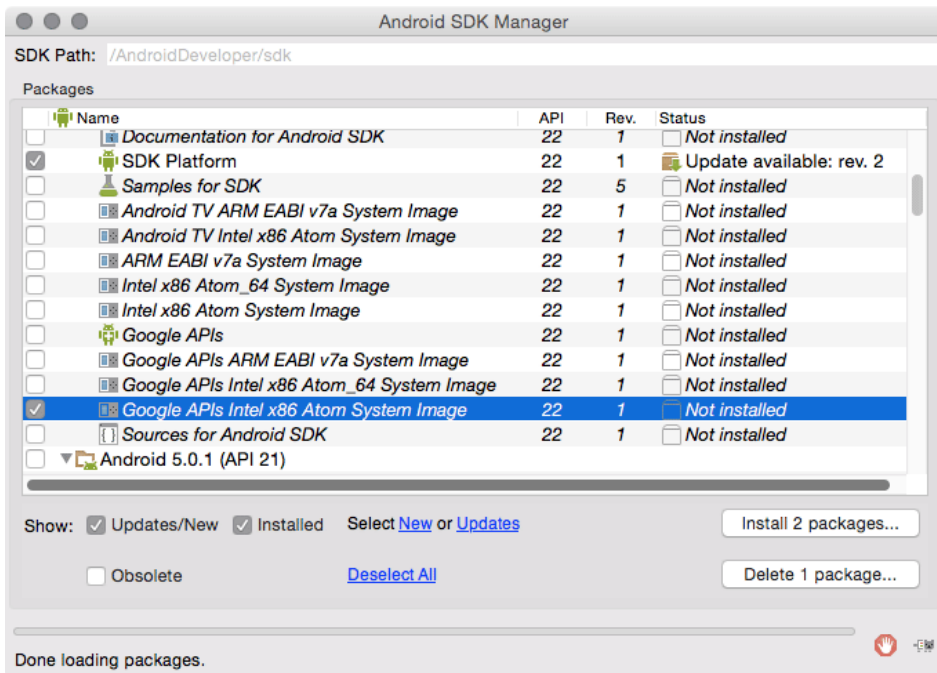 Android SDK Manager
SDK Path: /AndroidDeveloper/sdk
Packages
Name API Rev. Status
Documentation for Android SDK 22 1 Not installed
SDK Platform 22 1 Update available: rev. 2
Samples for SDK 22 5 Not installed
Android TV ARM EABI v7a System Image 22 1 Not installed
Android TV Intel x86 Atom System Image 22 1 Not installed
ARM EABI v7a System Image 22 1 Not installed
Intel x86 Atom_64 System Image 22 1 Not installed
Intel x86 Atom System Image 22 1 Not installed
Google APIs 22 1 Not installed
Google APIs ARM EABI v7a System Image 22 1 Not installed
Google APIs Intel x86 Atom_64 System Image 22 1 Not installed
Google APIs Intel x86 Atom System Image 22 1 Not installed
Sources for Android SDK 22 1 Not installed
Android 5.0.1 (API 21)
Show: Updates/New Installed Select New or Updates Install 2 packages...
Obsolete Deselect All Delete 1 package...
Done loading packages.